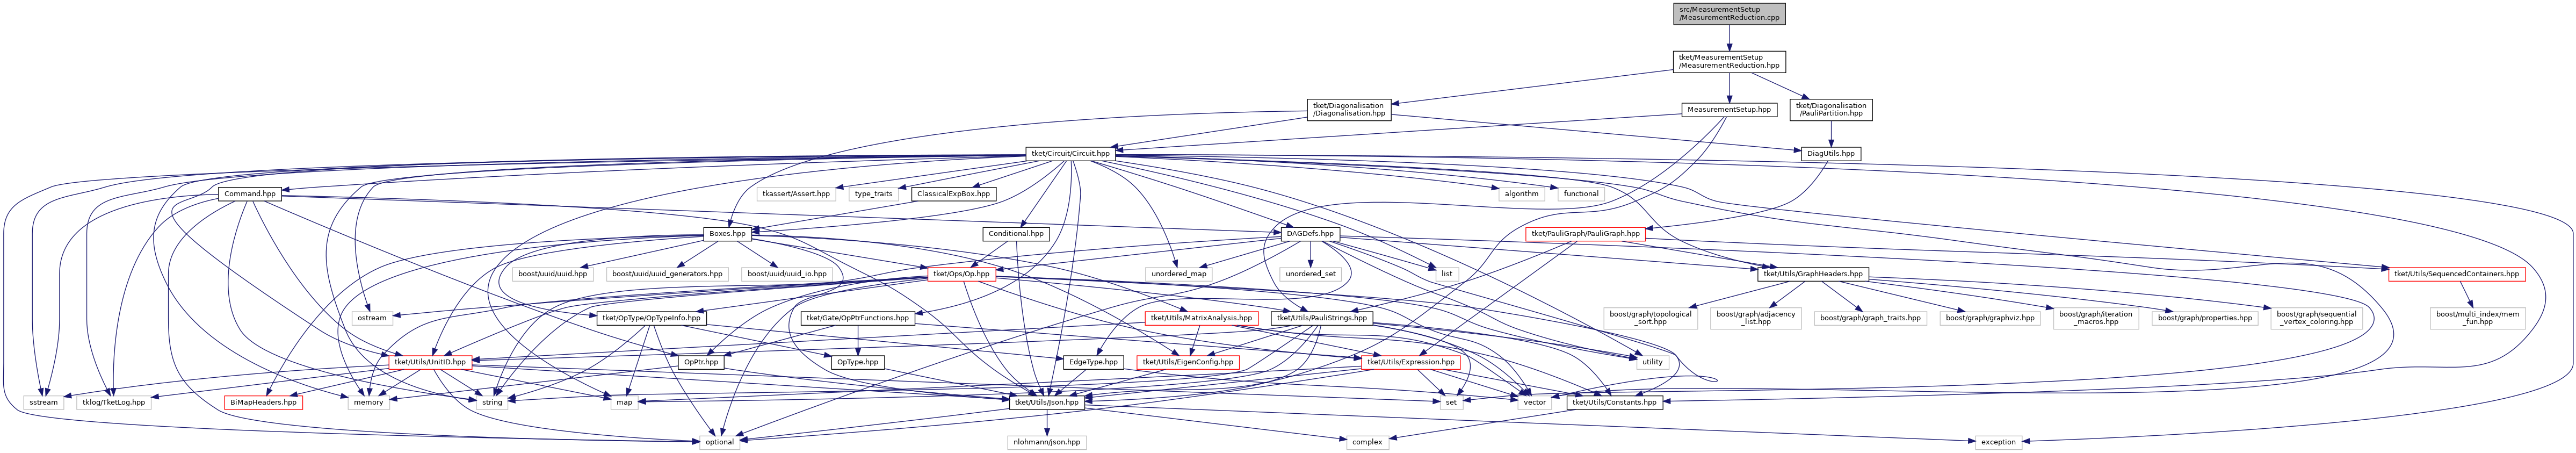 src/MeasurementSetup
/MeasurementReduction.cpp
tket/MeasurementSetup
/MeasurementReduction.hpp
tket/Diagonalisation
/Diagonalisation.hpp
MeasurementSetup.hpp
tket/Diagonalisation
/PauliPartition.hpp
tket/Circuit/Circuit.hpp
DiagUtils.hpp
Command.hpp
tkassert/Assert.hpp
type_traits
ClassicalExpBox.hpp
algorithm
functional
Boxes.hpp
Conditional.hpp
DAGDefs.hpp
tket/PauliGraph/PauliGraph.hpp
boost/uuid/uuid.hpp
boost/uuid/uuid_generators.hpp
boost/uuid/uuid_io.hpp
tket/Ops/Op.hpp
unordered_map
unordered_set
list
tket/Utils/GraphHeaders.hpp
tket/Utils/SequencedContainers.hpp
ostream
tket/OpType/OpTypeInfo.hpp
tket/Gate/OpPtrFunctions.hpp
tket/Utils/MatrixAnalysis.hpp
tket/Utils/PauliStrings.hpp
boost/graph/topological
_sort.hpp
boost/graph/adjacency
_list.hpp
boost/graph/graph_traits.hpp
boost/graph/graphviz.hpp
boost/graph/iteration
_macros.hpp
boost/graph/properties.hpp
boost/graph/sequential
_vertex_coloring.hpp
boost/multi_index/mem
_fun.hpp
tket/Utils/UnitID.hpp
OpPtr.hpp
OpType.hpp
EdgeType.hpp
tket/Utils/EigenConfig.hpp
tket/Utils/Expression.hpp
utility
sstream
tklog/TketLog.hpp
BiMapHeaders.hpp
memory
string
map
tket/Utils/Json.hpp
set
vector
tket/Utils/Constants.hpp
optional
nlohmann/json.hpp
complex
exception